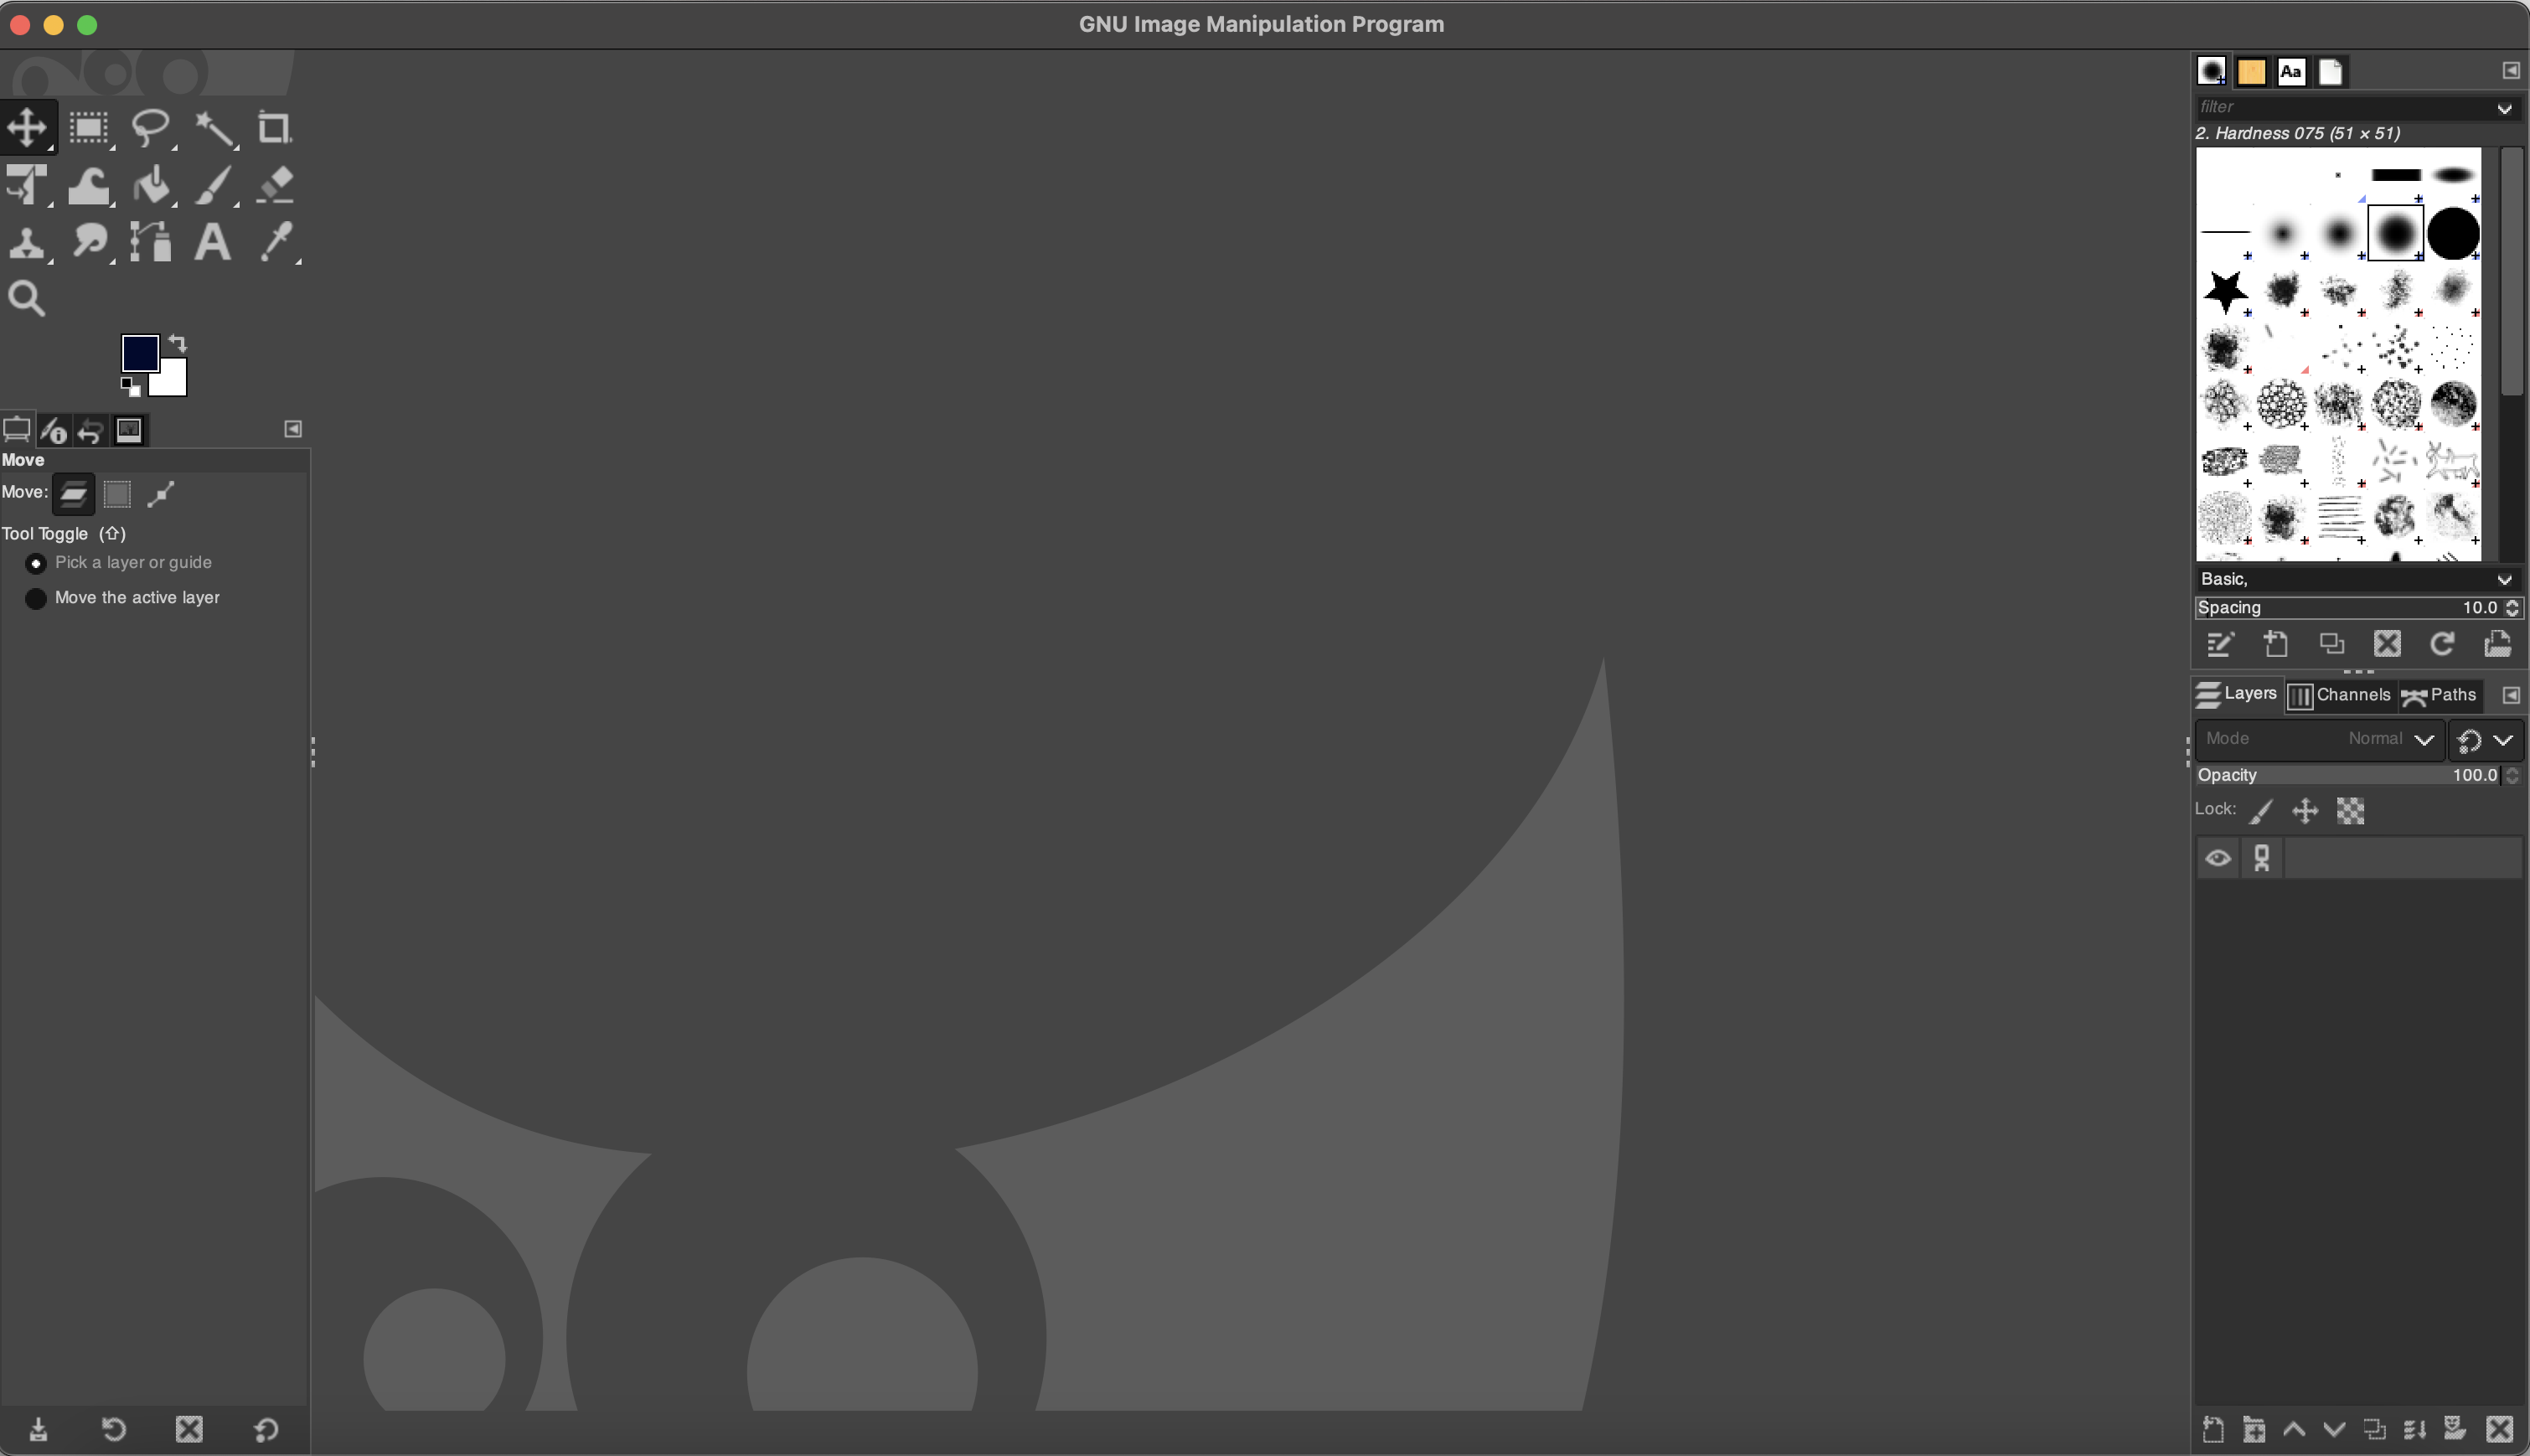 GNU Image Manipulation Program
Aa
filter
2. Hardness 075 (51 × 51)
Move
Move:
Tool Toggle (⇧)
Pick a layer or guide
Move the active layer
Basic,
Spacing 10.0
Layers Channels Paths
Mode Normal
Opacity 100.0
Lock: